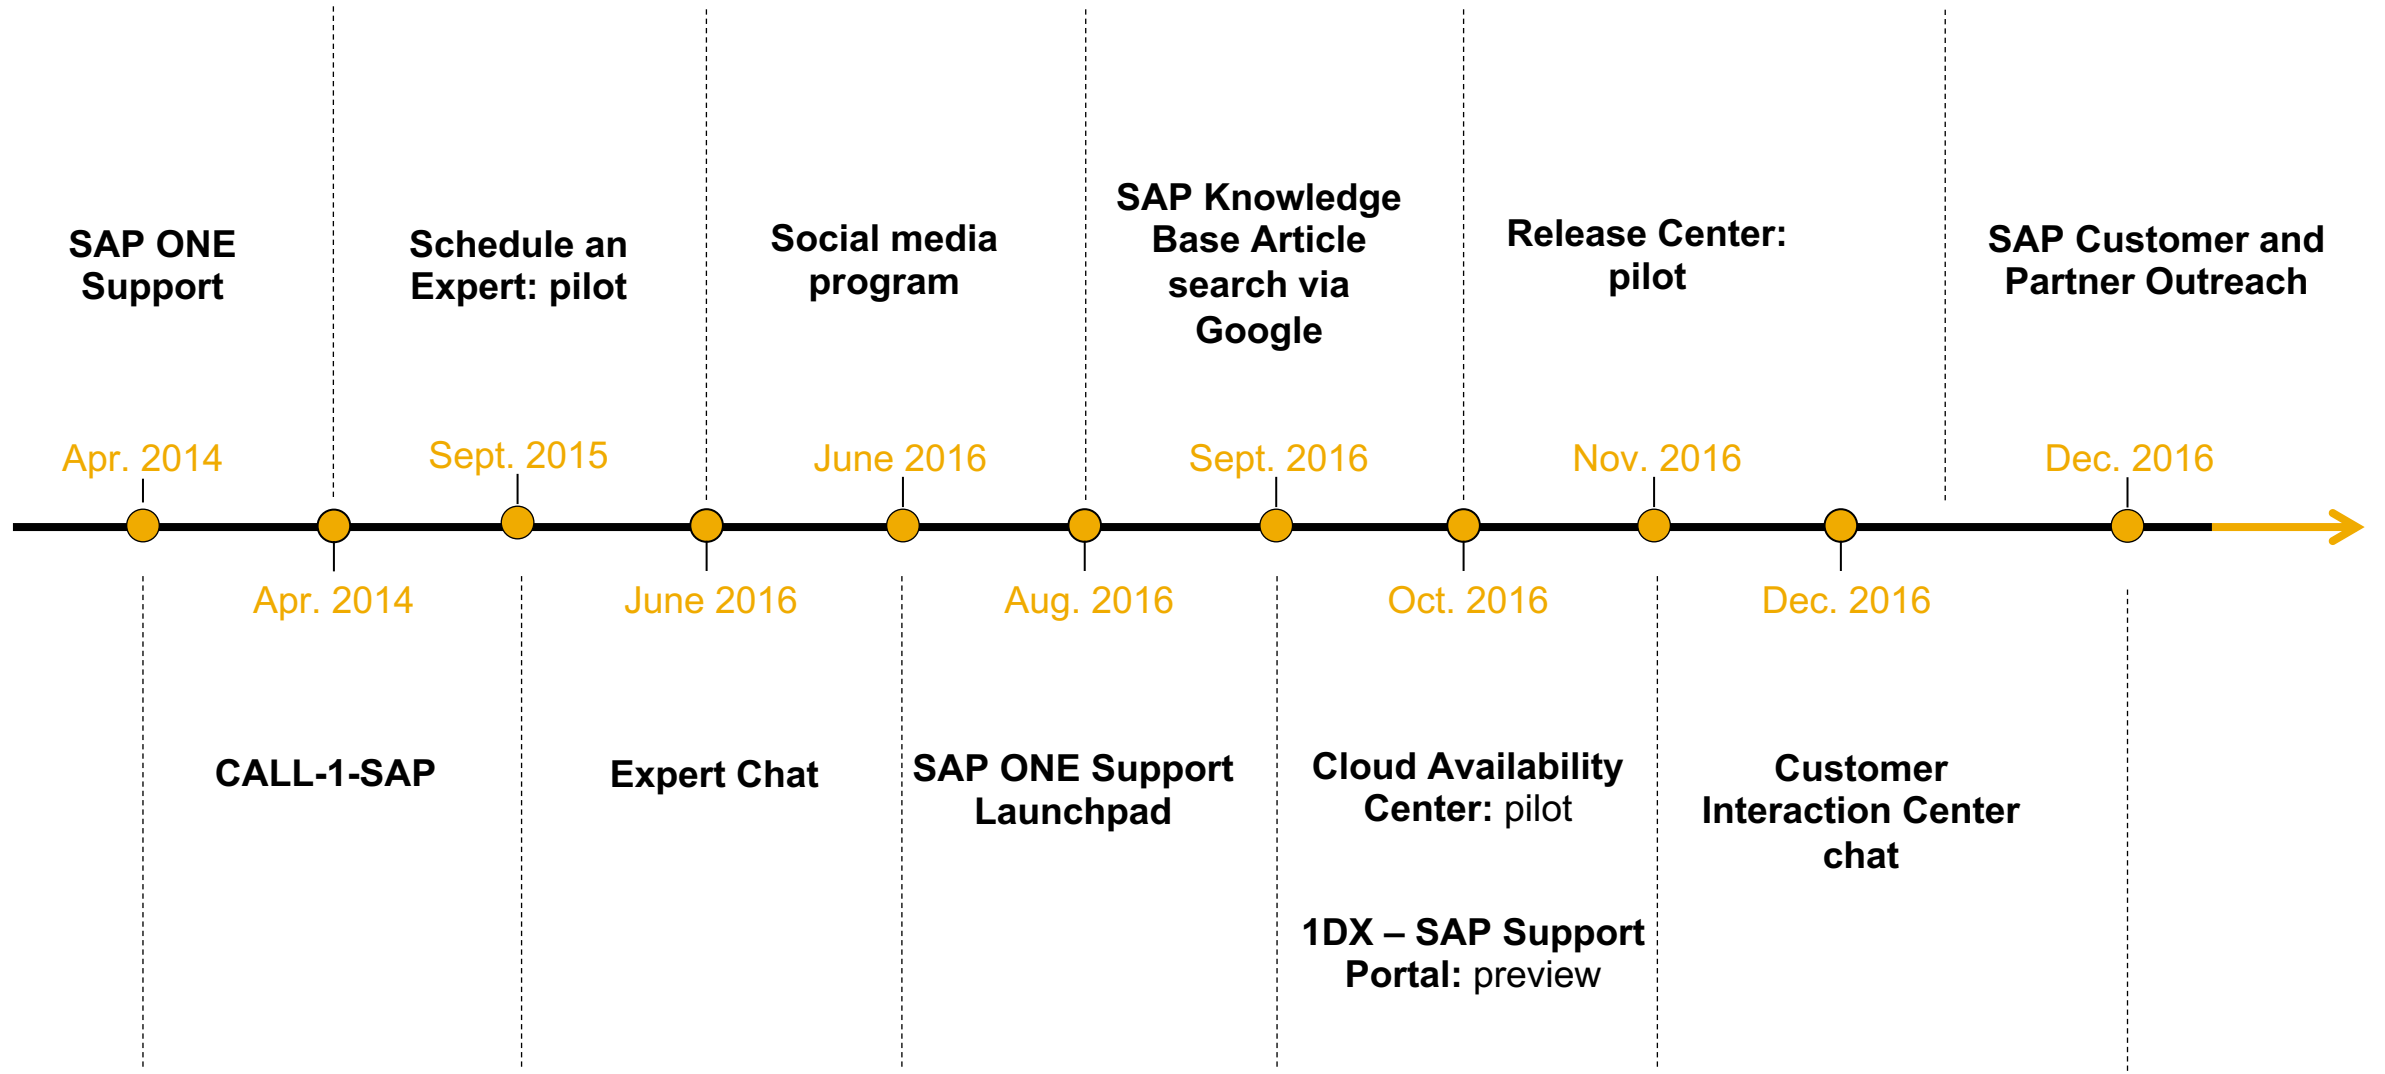 SAP ONE
Support
Schedule an
Expert: pilot
Social media
program
SAP Knowledge
Base Article
search via
Google
Release Center:
pilot
SAP Customer and
Partner Outreach
Apr. 2014
Sept. 2015
June 2016
Sept. 2016
Nov. 2016
Dec. 2016
Apr. 2014
June 2016
Aug. 2016
Oct. 2016
Dec. 2016
CALL-1-SAP
Expert Chat
SAP ONE Support
Launchpad
Cloud Availability
Center: pilot
1DX – SAP Support
Portal: preview
Customer
Interaction Center
chat